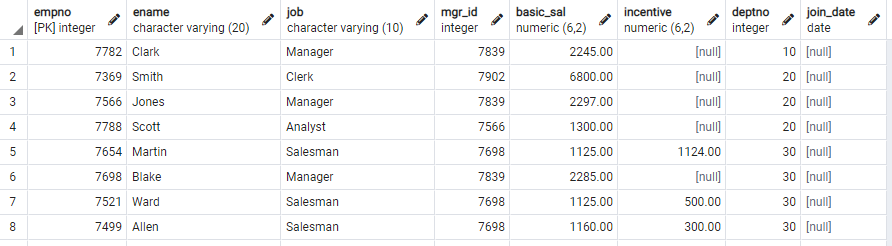 empno ename job mgr_id basic_sal incentive deptno join_date
[PK] integer character varying (20) character varying (10) integer numeric (6,2) numeric (6,2) integer date
1 7782 Clark Manager 7839 2245.00 [null] 10 [null]
2 7369 Smith Clerk 7902 6800.00 [null] 20 [null]
3 7566 Jones Manager 7839 2297.00 [null] 20 [null]
4 7788 Scott Analyst 7566 1300.00 [null] 20 [null]
5 7654 Martin Salesman 7698 1125.00 1124.00 30 [null]
6 7698 Blake Manager 7839 2285.00 [null] 30 [null]
7 7521 Ward Salesman 7698 1125.00 500.00 30 [null]
8 7499 Allen Salesman 7698 1160.00 300.00 30 [null]